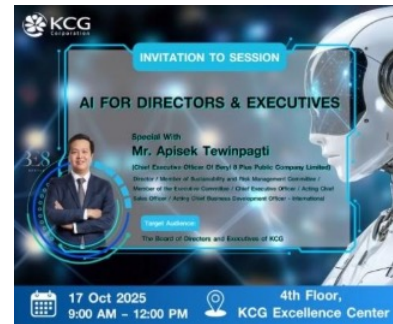 KCG
Corporation
INVITATION TO SESSION
AI FOR DIRECTORS & EXECUTIVES
Special With
Mr. Apisek Tewinpagti
(Chief Executive Officer Of Beryl 8 Plus Public Company Limited)
Director / Member of Sustainability and Risk Management Committee /
Member of the Executive Committee / Chief Executive Officer / Acting Chief
Sales Officer / Acting Chief Business Development Officer - International
Target Audience
The Board of Directors and Executives of KCG
17 Oct 2025
9:00 AM – 12:00 PM
4th Floor,
KCG Excellence Center